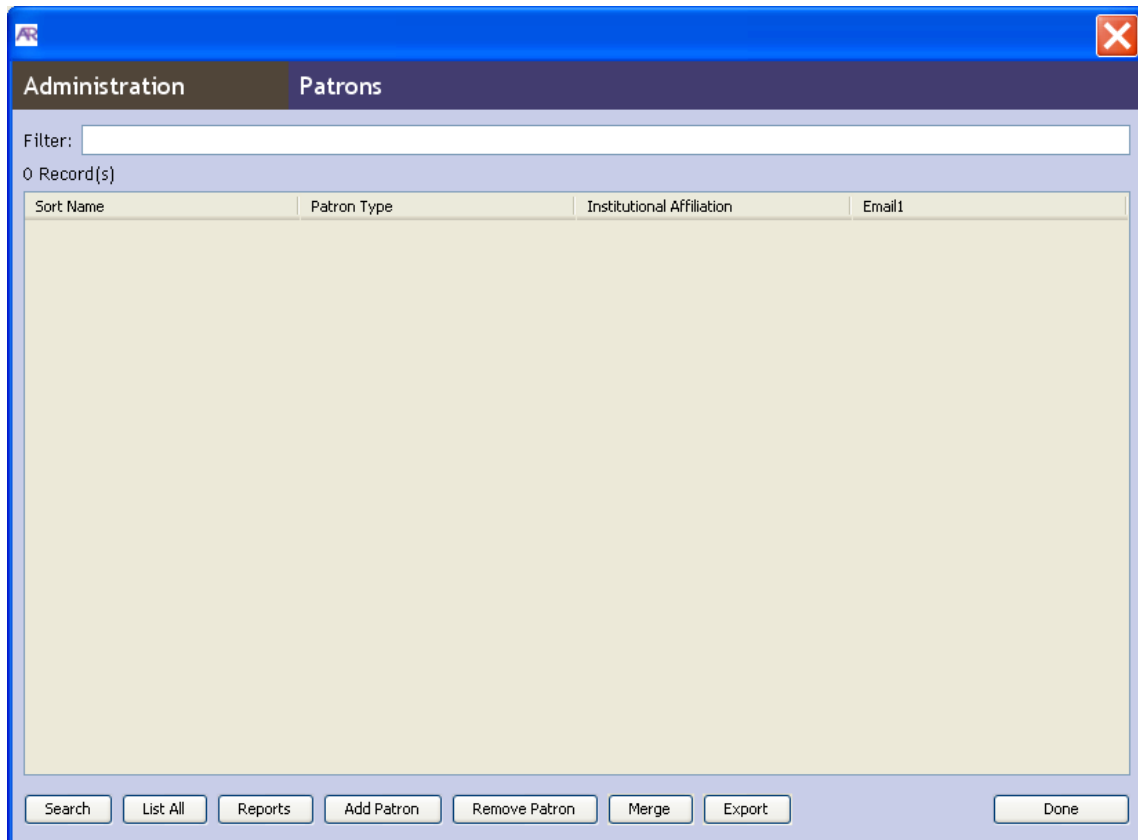 AR
Administration Patrons
Filter:
0 Record(s)
Sort Name Patron Type Institutional Affiliation Email1
Search List All Reports Add Patron Remove Patron Merge Export Done